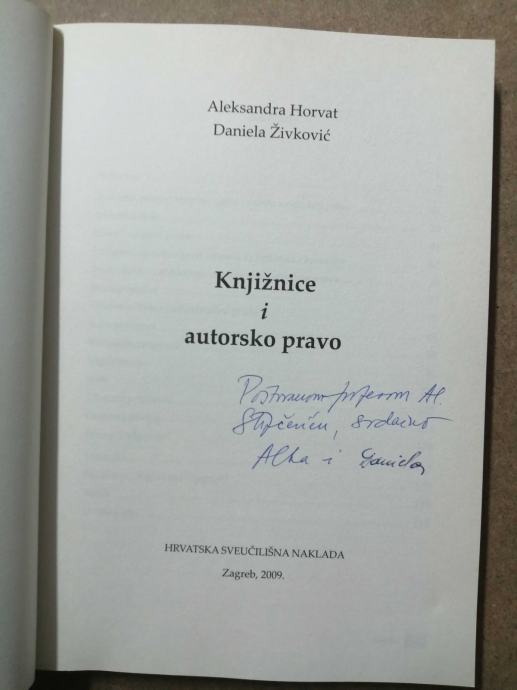 Aleksandra Horvat
Daniela Živković
Knjižnice
i
autorsko pravo
Poštovanom profesoru Al.
Stipčeviću, srdačno
Alka i Daniela
HRVATSKA SVEUČILIŠNA NAKLADA
Zagreb, 2009.